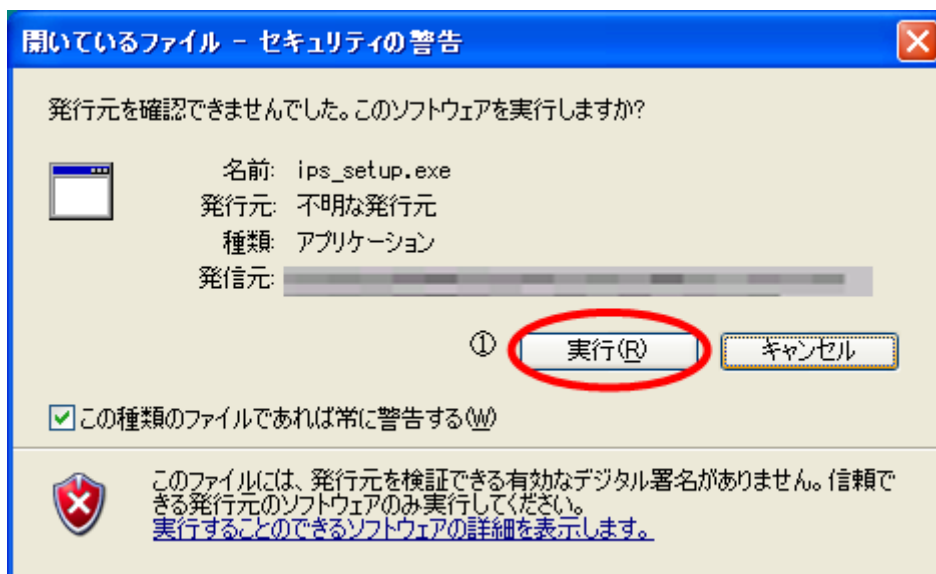 開いているファイル - セキュリティの警告
発行元を確認できませんでした。このソフトウェアを実行しますか?
名前: ips_setup.exe
発行元: 不明な発行元
種類: アプリケーション
発信元:
① 実行(R) キャンセル
この種類のファイルであれば常に警告する(W)
このファイルには、発行元を検証できる有効なデジタル署名がありません。信頼で
きる発行元のソフトウェアのみ実行してください。
実行することのできるソフトウェアの詳細を表示します。